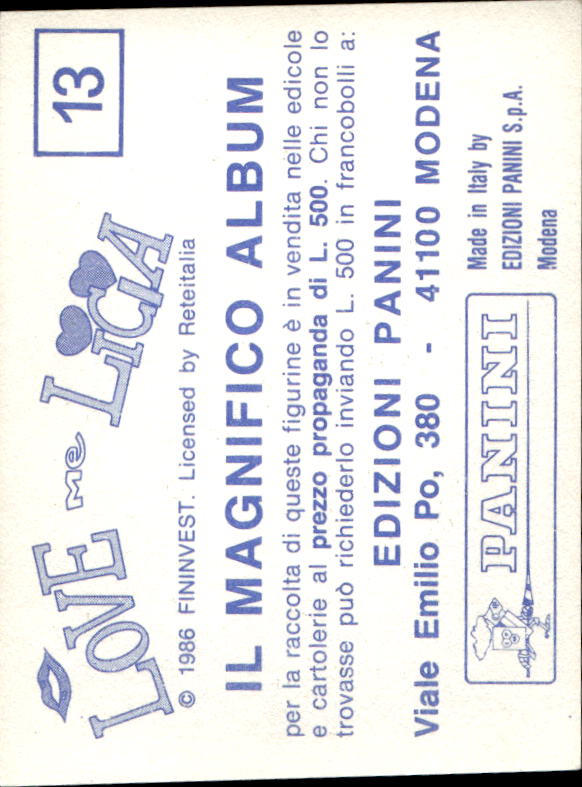 LOVE me LICIA
13
© 1986 FININVEST. Licensed by Reteitalia
IL MAGNIFICO ALBUM
per la raccolta di queste figurine è in vendita nelle edicole
e cartolerie al prezzo propaganda di L. 500. Chi non lo
trovasse può richiederlo inviando L. 500 in francobolli a:
EDIZIONI PANINI
Viale Emilio Po, 380 - 41100 MODENA
PANINI
Made in Italy by
EDIZIONI PANINI S.p.A.
Modena